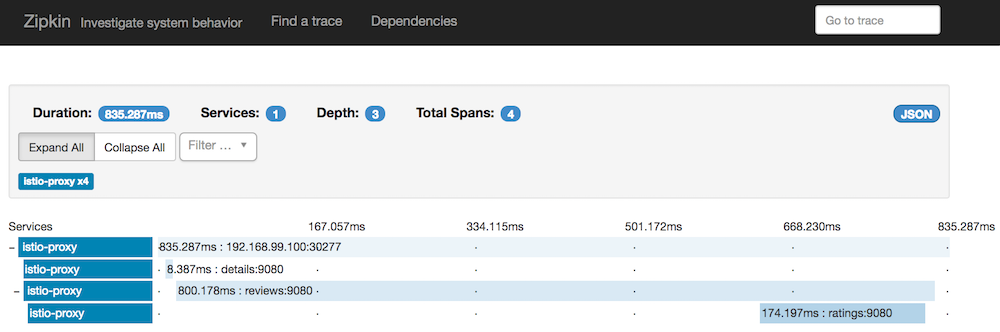 Zipkin Investigate system behavior Find a trace Dependencies Go to trace
Duration: 835.287ms Services: 1 Depth: 3 Total Spans: 4 JSON
Expand All Collapse All Filter ...
istio-proxy x4
Services 167.057ms 334.115ms 501.172ms 668.230ms 835.287ms
− istio-proxy 835.287ms : 192.168.99.100:30277
istio-proxy 8.387ms : details:9080
− istio-proxy 800.178ms : reviews:9080
istio-proxy 174.197ms : ratings:9080